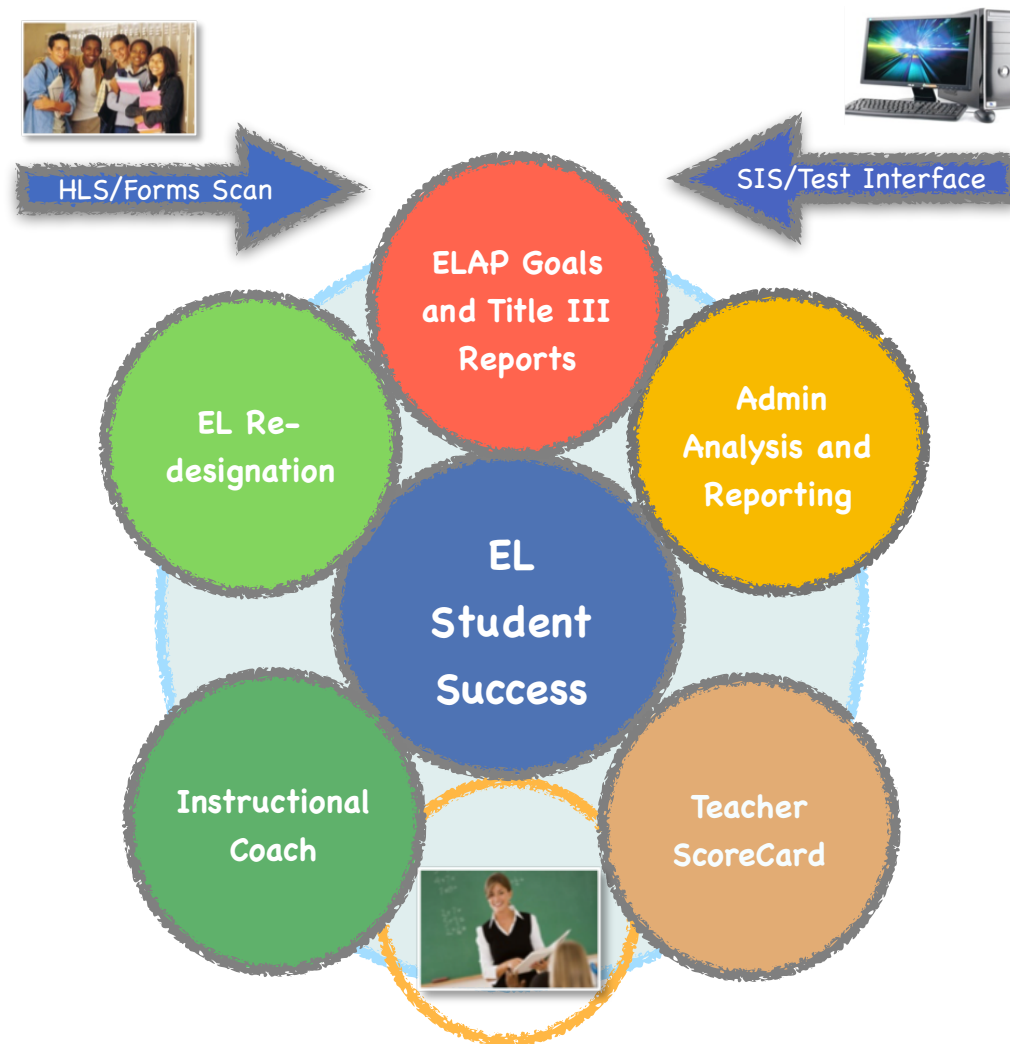 HLS/Forms Scan
SIS/Test Interface
ELAP Goals
and Title III
Reports
EL Re-
designation
Admin
Analysis and
Reporting
EL
Student
Success
Instructional
Coach
Teacher
ScoreCard